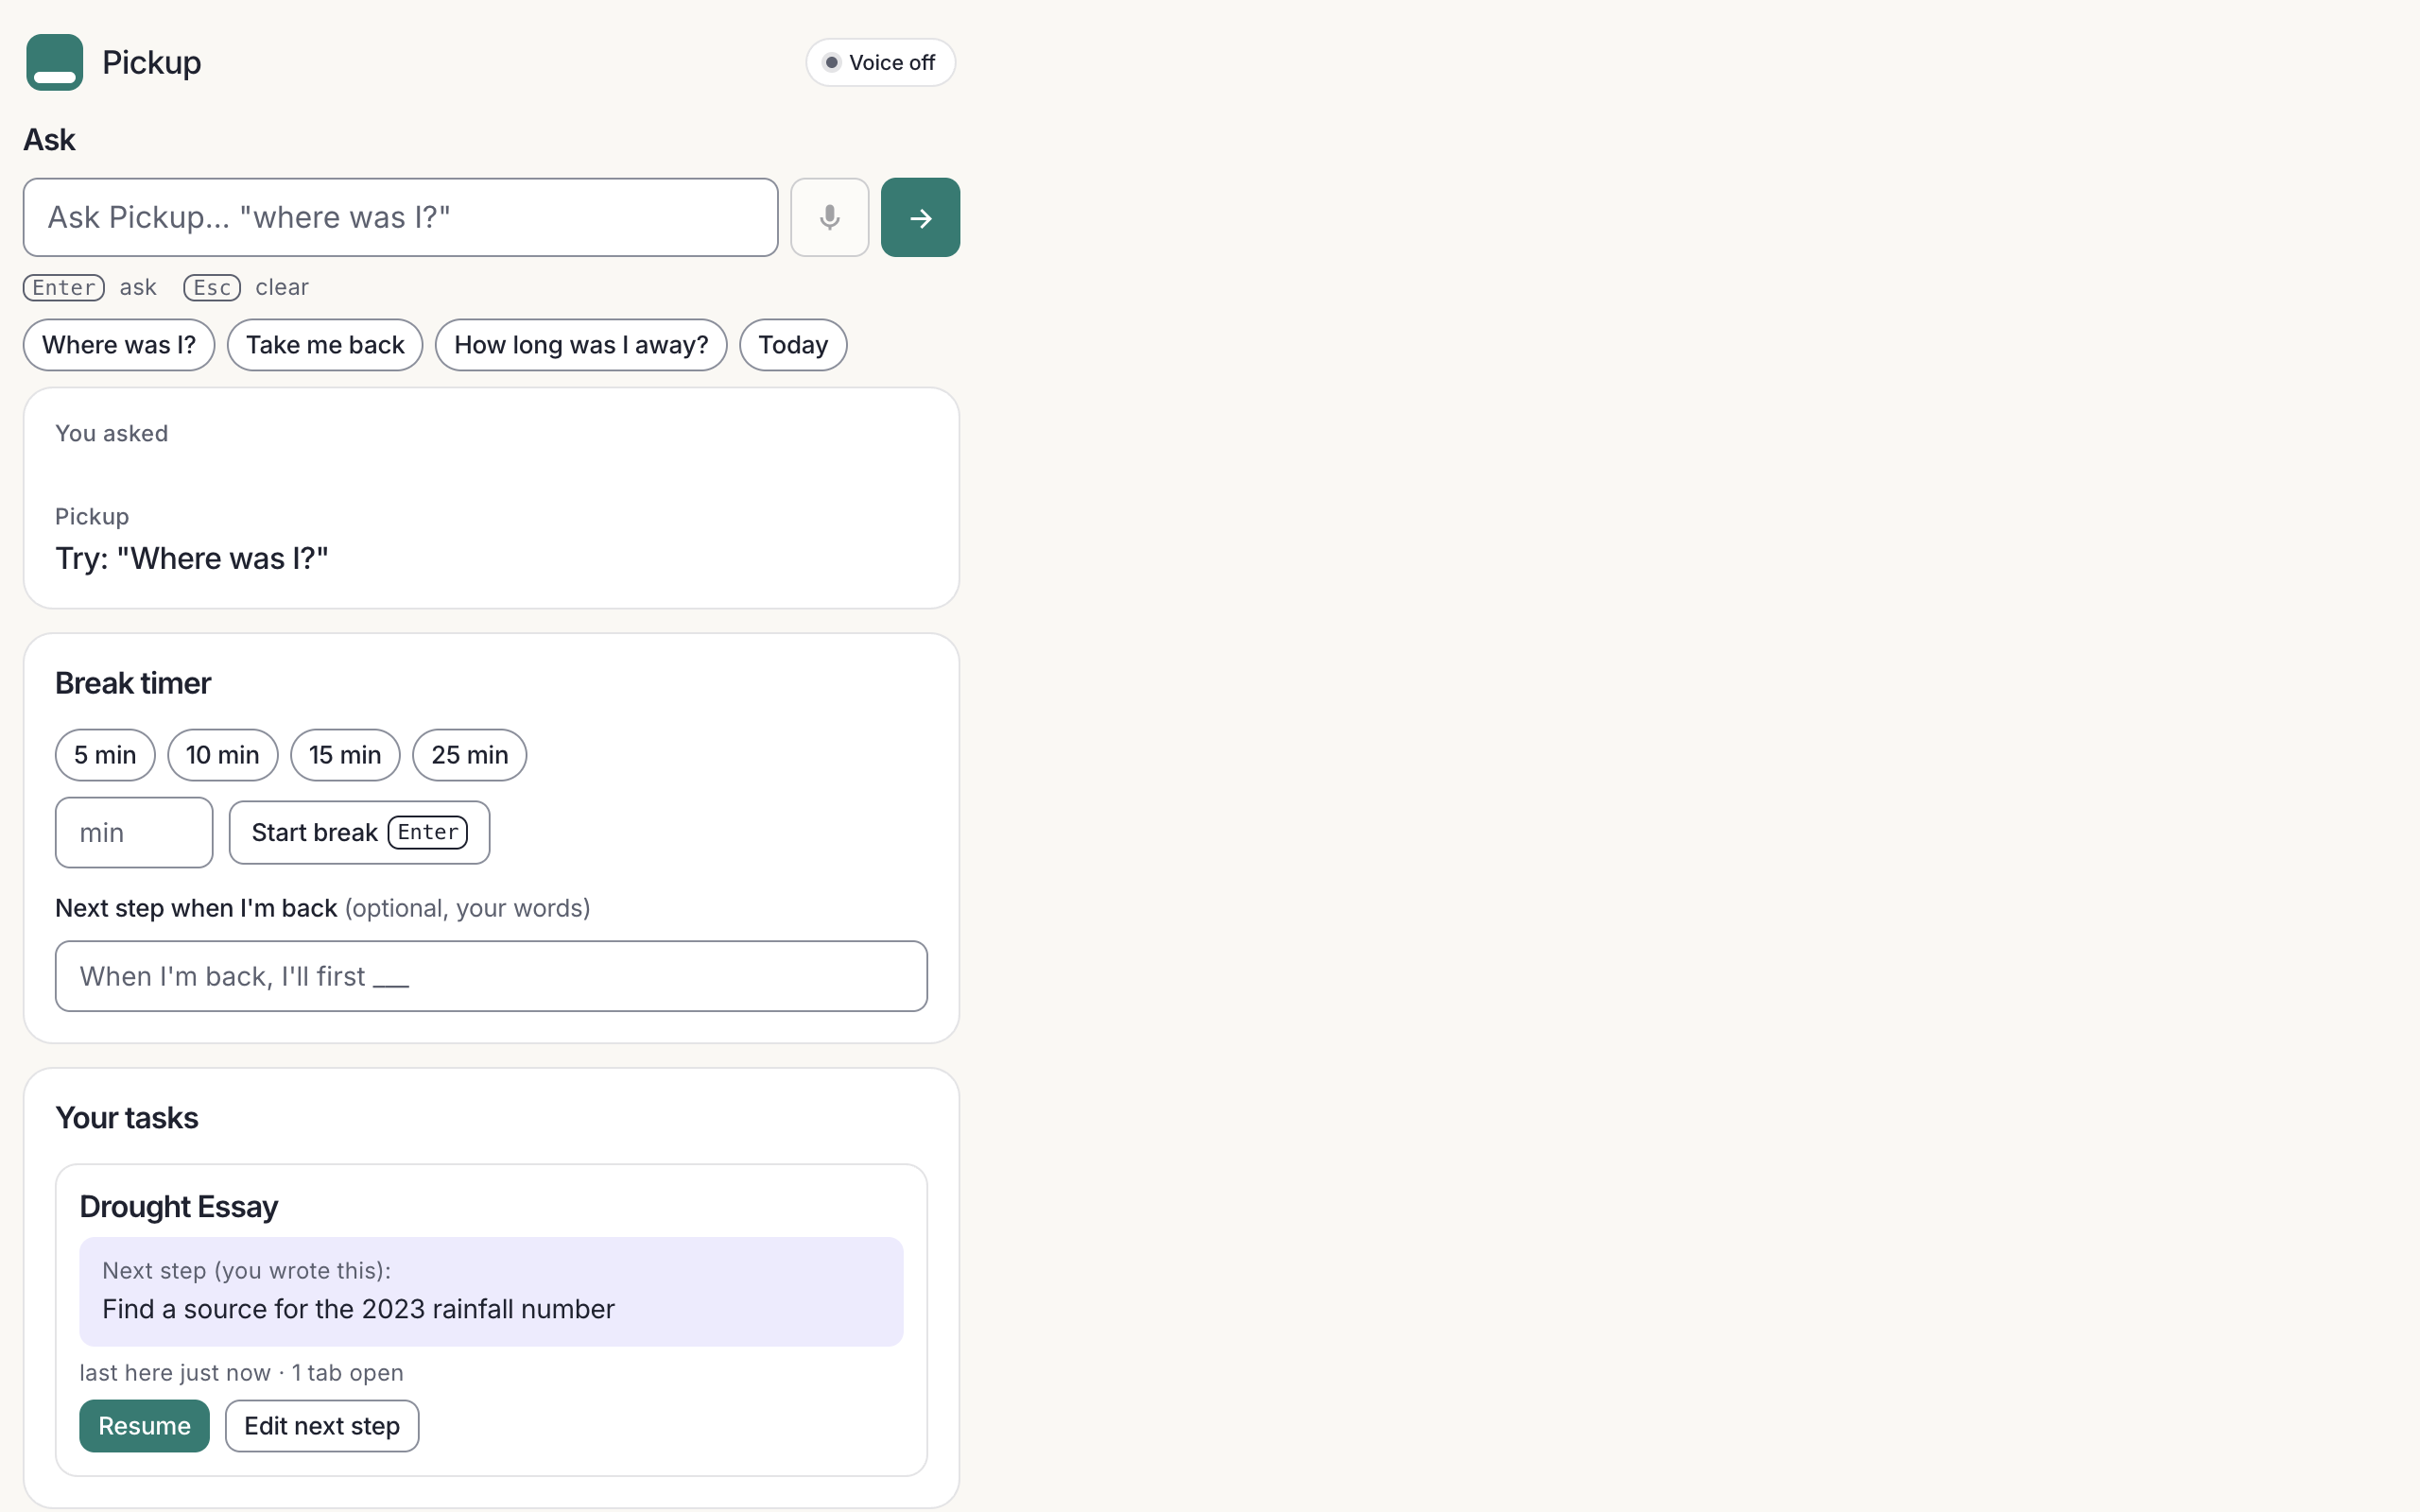 Pickup
Voice off
Ask
Ask Pickup... "where was I?"
Enter ask Esc clear
Where was I? Take me back How long was I away? Today
You asked
Pickup
Try: "Where was I?"
Break timer
5 min 10 min 15 min 25 min
min Start break Enter
Next step when I'm back (optional, your words)
When I'm back, I'll first ___
Your tasks
Drought Essay
Next step (you wrote this):
Find a source for the 2023 rainfall number
last here just now · 1 tab open
Resume Edit next step